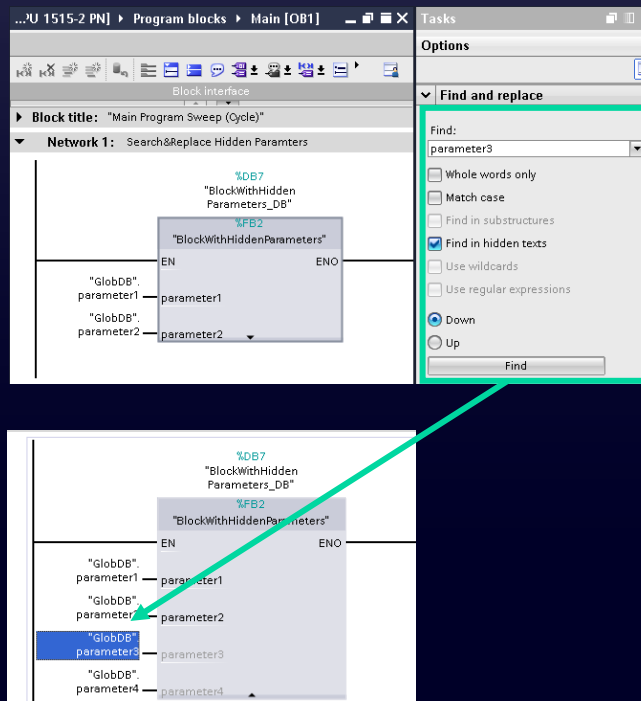 ...PU 1515-2 PN] ▸ Program blocks ▸ Main [OB1]
Block interface
Block title: "Main Program Sweep (Cycle)"
Network 1: Search&Replace Hidden Paramters
%DB7
"BlockWithHidden
Parameters_DB"
%FB2
"BlockWithHiddenParameters"
EN ENO
"GlobDB".
parameter1 parameter1
"GlobDB".
parameter2 parameter2
Tasks
Options
Find and replace
Find:
parameter3
Whole words only
Match case
Find in substructures
Find in hidden texts
Use wildcards
Use regular expressions
Down
Up
Find
%DB7
"BlockWithHidden
Parameters_DB"
%FB2
"BlockWithHiddenParameters"
EN ENO
"GlobDB".
parameter1 parameter1
"GlobDB".
parameter2 parameter2
"GlobDB".
parameter3 parameter3
"GlobDB".
parameter4 parameter4